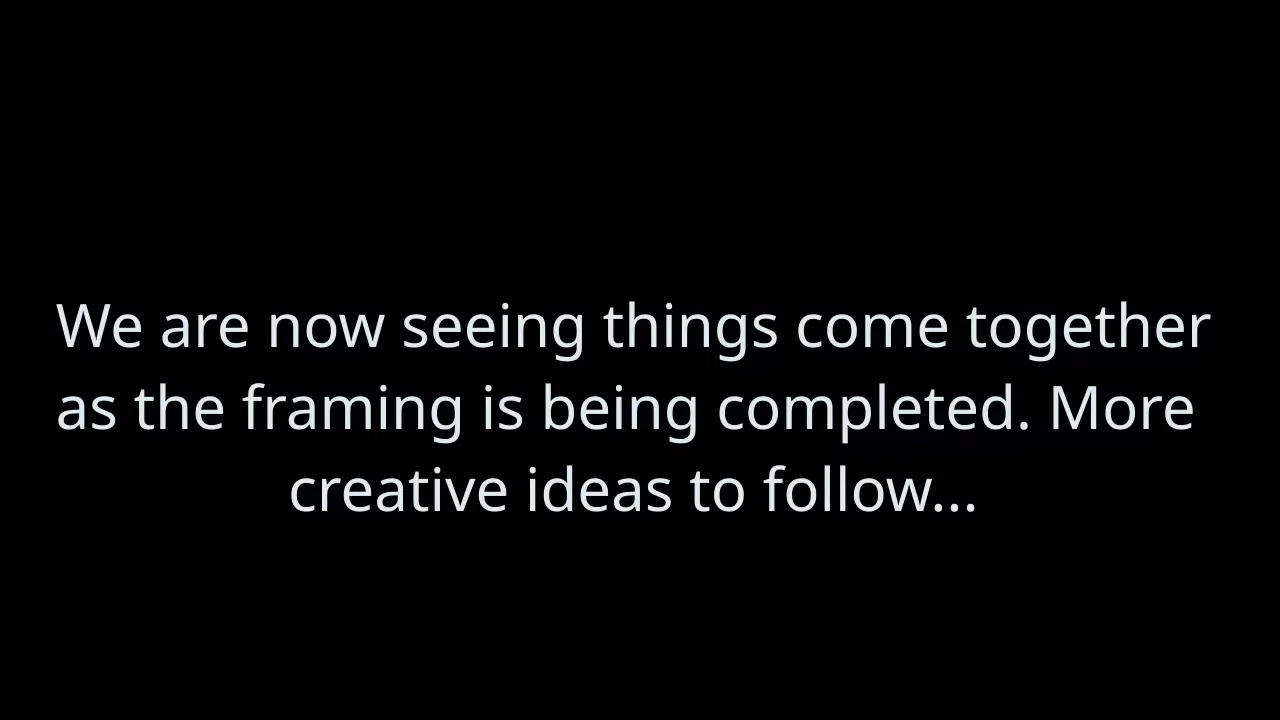 We are now seeing things come together
as the framing is being completed. More
creative ideas to follow...